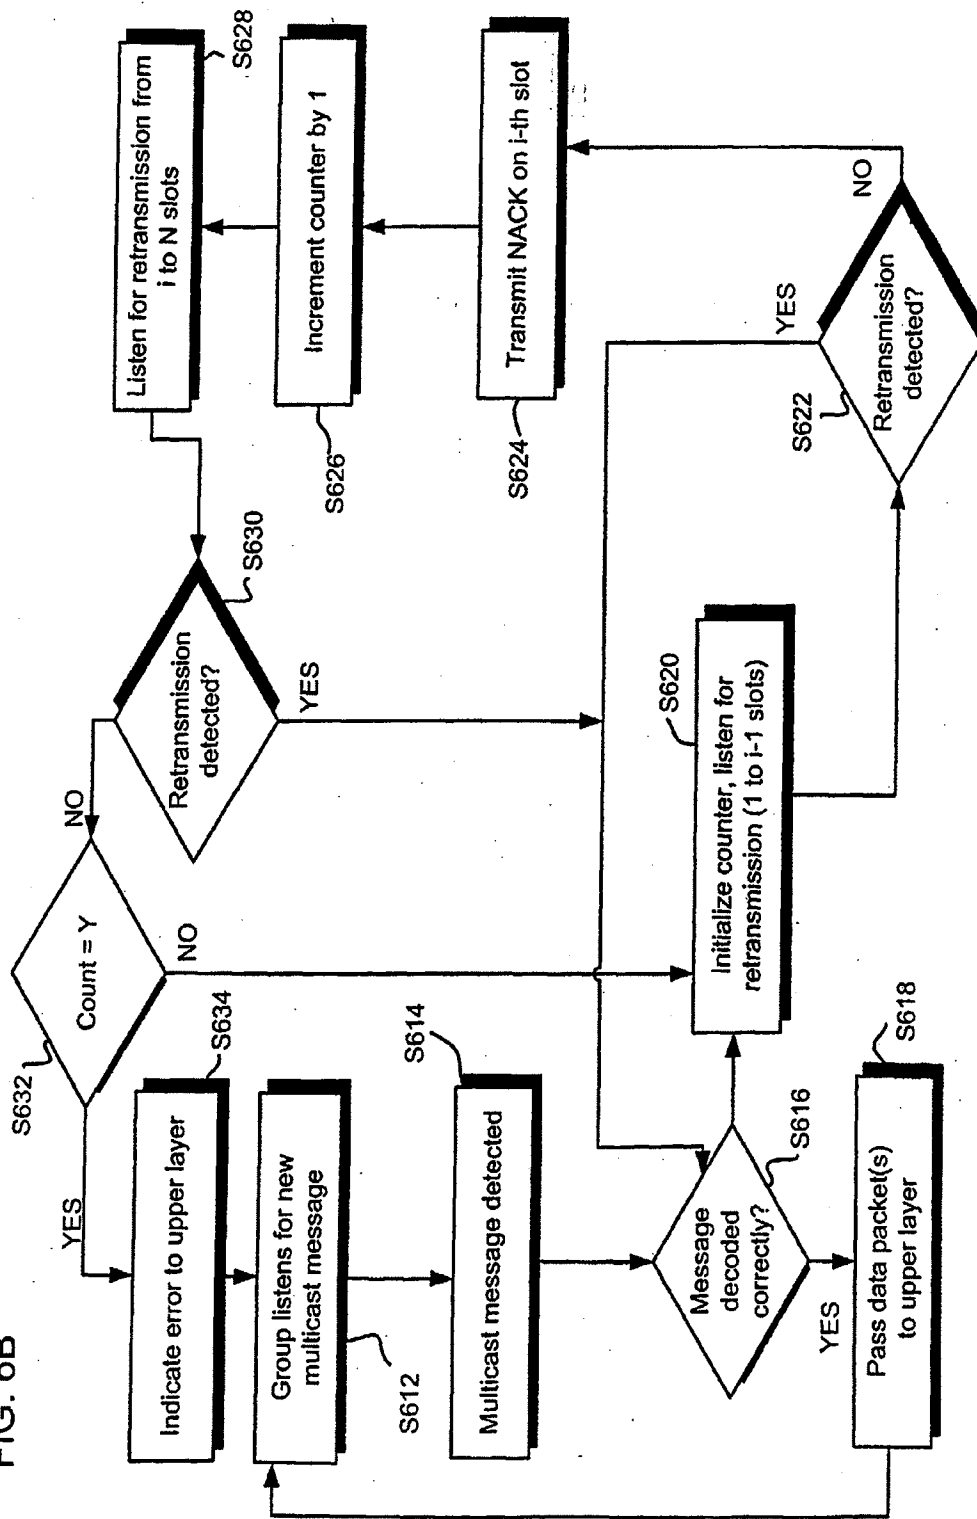 FIG. 6B
S632
Count = Y
YES
NO
NO
Indicate error to upper layer
S634
Group listens for new
multicast message
S612
Multicast message detected
S614
Message
decoded
correctly?
S616
YES
Pass data packet(s)
to upper layer
S618
Retransmission
detected?
S630
YES
Initialize counter, listen for
retransmission (1 to i-1 slots)
S620
Listen for retransmission from
i to N slots
S628
Increment counter by 1
S626
Transmit NACK on i-th slot
S624
Retransmission
detected?
S622
YES
NO